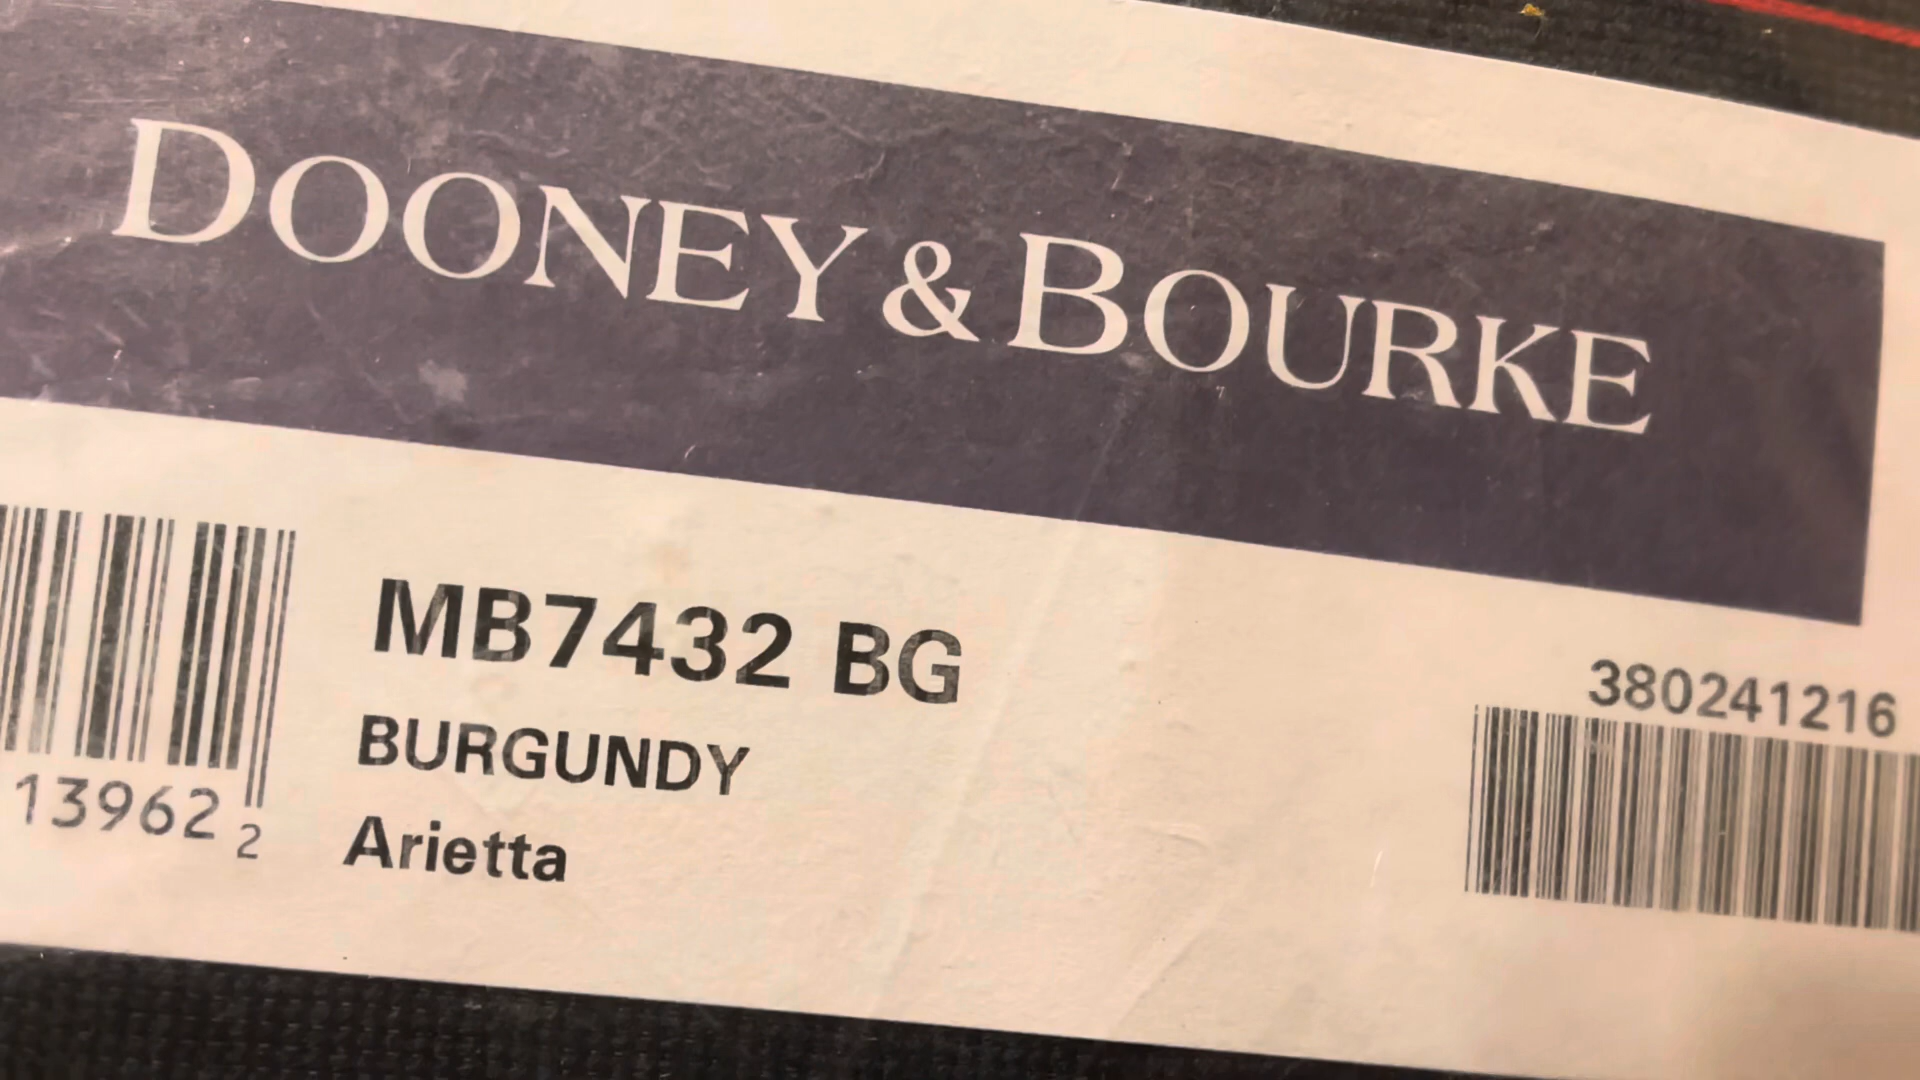 DOONEY & BOURKE
MB7432 BG
BURGUNDY
Arietta
13962 2
380241216